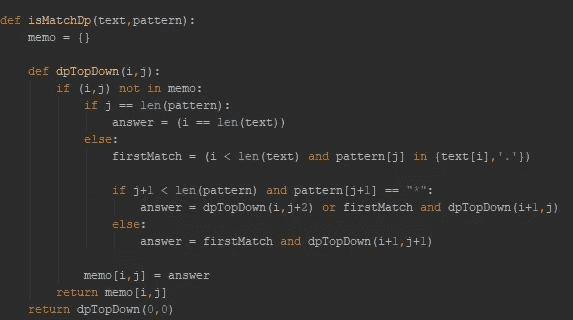 def isMatchDp(text,pattern):
    memo = {}

    def dpTopDown(i,j):
        if (i,j) not in memo:
            if j == len(pattern):
                answer = (i == len(text))
            else:
                firstMatch = (i < len(text) and pattern[j] in {text[i],'.'})

                if j+1 < len(pattern) and pattern[j+1] == "*":
                    answer = dpTopDown(i,j+2) or firstMatch and dpTopDown(i+1,j)
                else:
                    answer = firstMatch and dpTopDown(i+1,j+1)

            memo[i,j] = answer
        return memo[i,j]
    return dpTopDown(0,0)